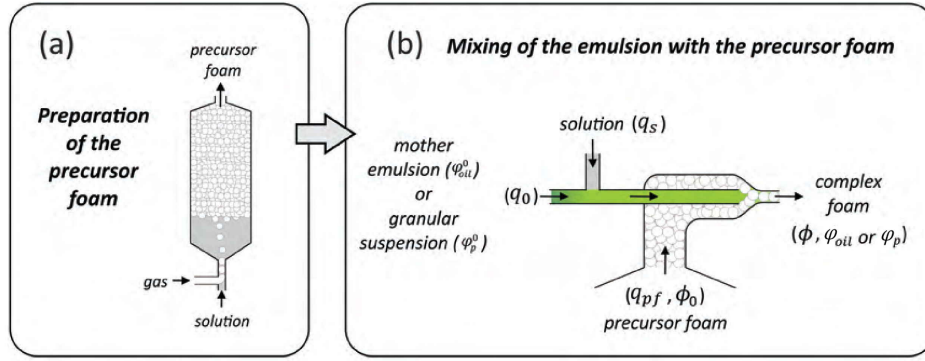 (a)
precursor
foam
Preparation
of the
precursor
foam
gas
solution
(b)
Mixing of the emulsion with the precursor foam
solution (q_s)
mother
emulsion (φ⁰_oil)
or
granular
suspension (φ⁰_p)
(q_0)
complex
foam
(ϕ, φ_oil or φ_p)
(q_pf , ϕ_0)
precursor foam